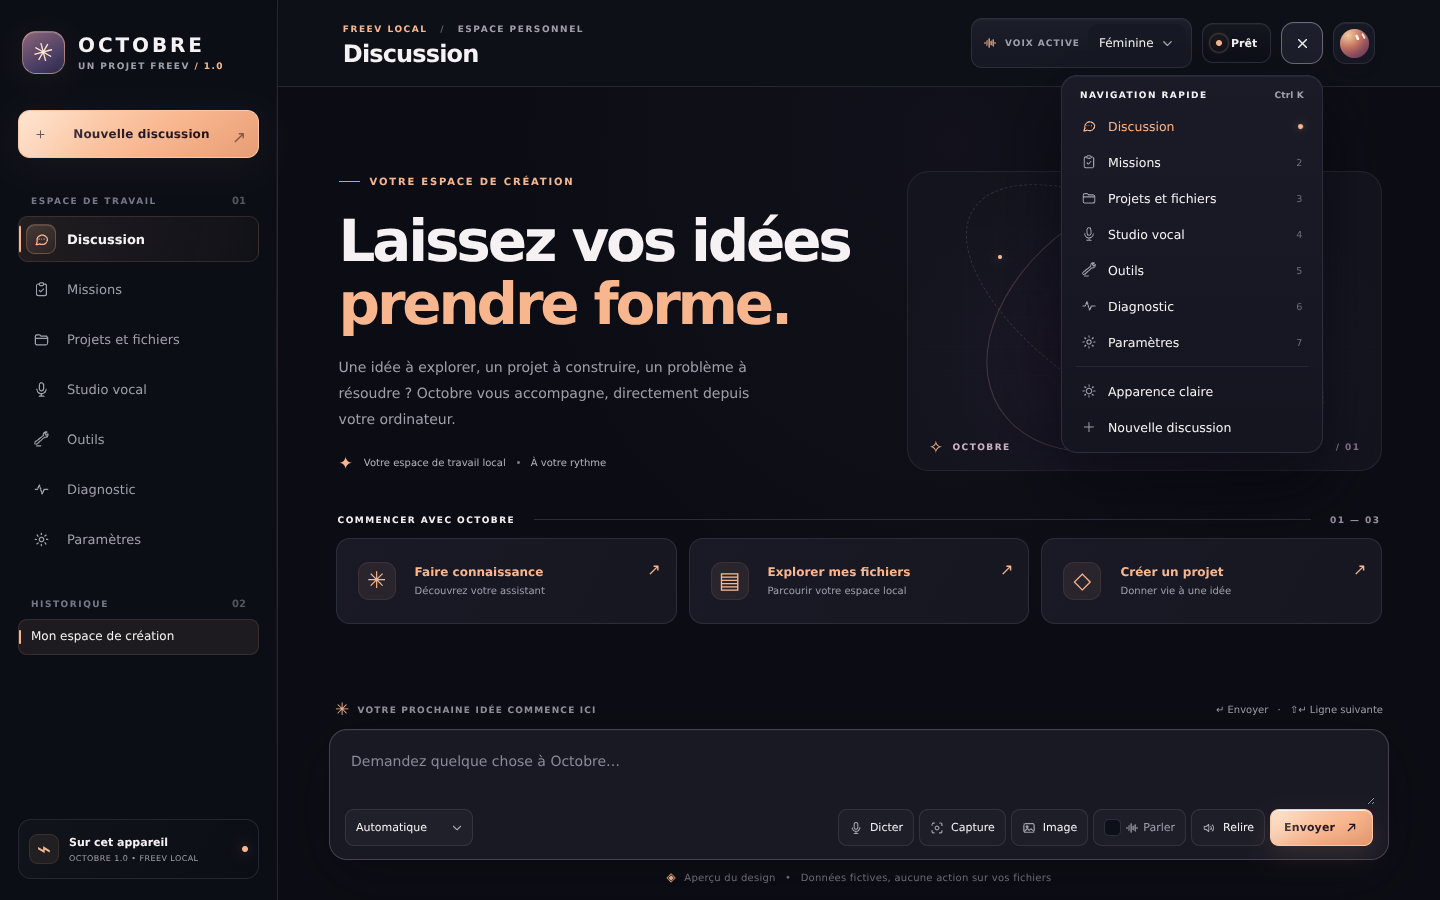 OCTOBRE
UN PROJET FREEV / 1.0
Nouvelle discussion
ESPACE DE TRAVAIL 01
Discussion
Missions
Projets et fichiers
Studio vocal
Outils
Diagnostic
Paramètres
HISTORIQUE 02
Mon espace de création
Sur cet appareil
OCTOBRE 1.0 • FREEV LOCAL
FREEV LOCAL / ESPACE PERSONNEL
Discussion
VOIX ACTIVE Féminine
Prêt
NAVIGATION RAPIDE Ctrl K
Discussion
Missions 2
Projets et fichiers 3
Studio vocal 4
Outils 5
Diagnostic 6
Paramètres 7
Apparence claire
Nouvelle discussion
VOTRE ESPACE DE CRÉATION
Laissez vos idées
prendre forme.
Une idée à explorer, un projet à construire, un problème à
résoudre ? Octobre vous accompagne, directement depuis
votre ordinateur.
Votre espace de travail local • À votre rythme
OCTOBRE / 01
COMMENCER AVEC OCTOBRE 01 — 03
Faire connaissance
Découvrez votre assistant
Explorer mes fichiers
Parcourir votre espace local
Créer un projet
Donner vie à une idée
VOTRE PROCHAINE IDÉE COMMENCE ICI
↵ Envoyer · ⇧↵ Ligne suivante
Demandez quelque chose à Octobre…
Automatique
Dicter
Capture
Image
Parler
Relire
Envoyer
Aperçu du design • Données fictives, aucune action sur vos fichiers